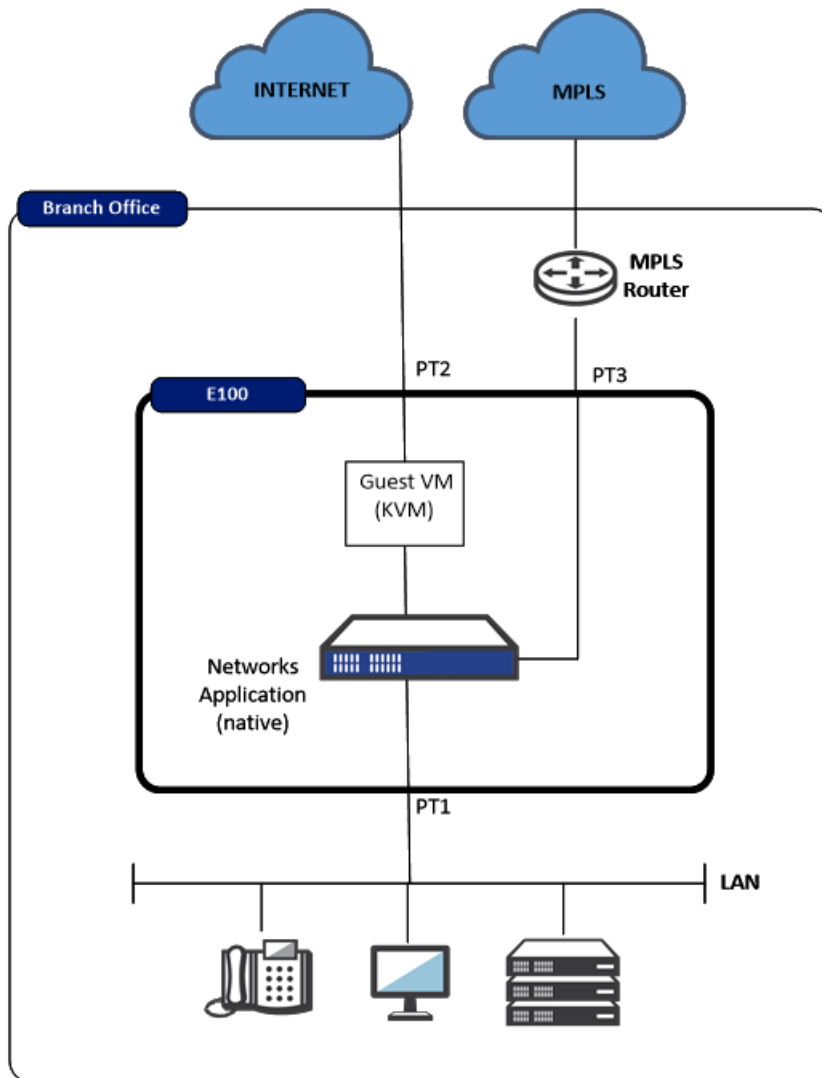 INTERNET
MPLS
Branch Office
MPLS
Router
PT2
PT3
E100
Guest VM
(KVM)
Networks
Application
(native)
PT1
LAN